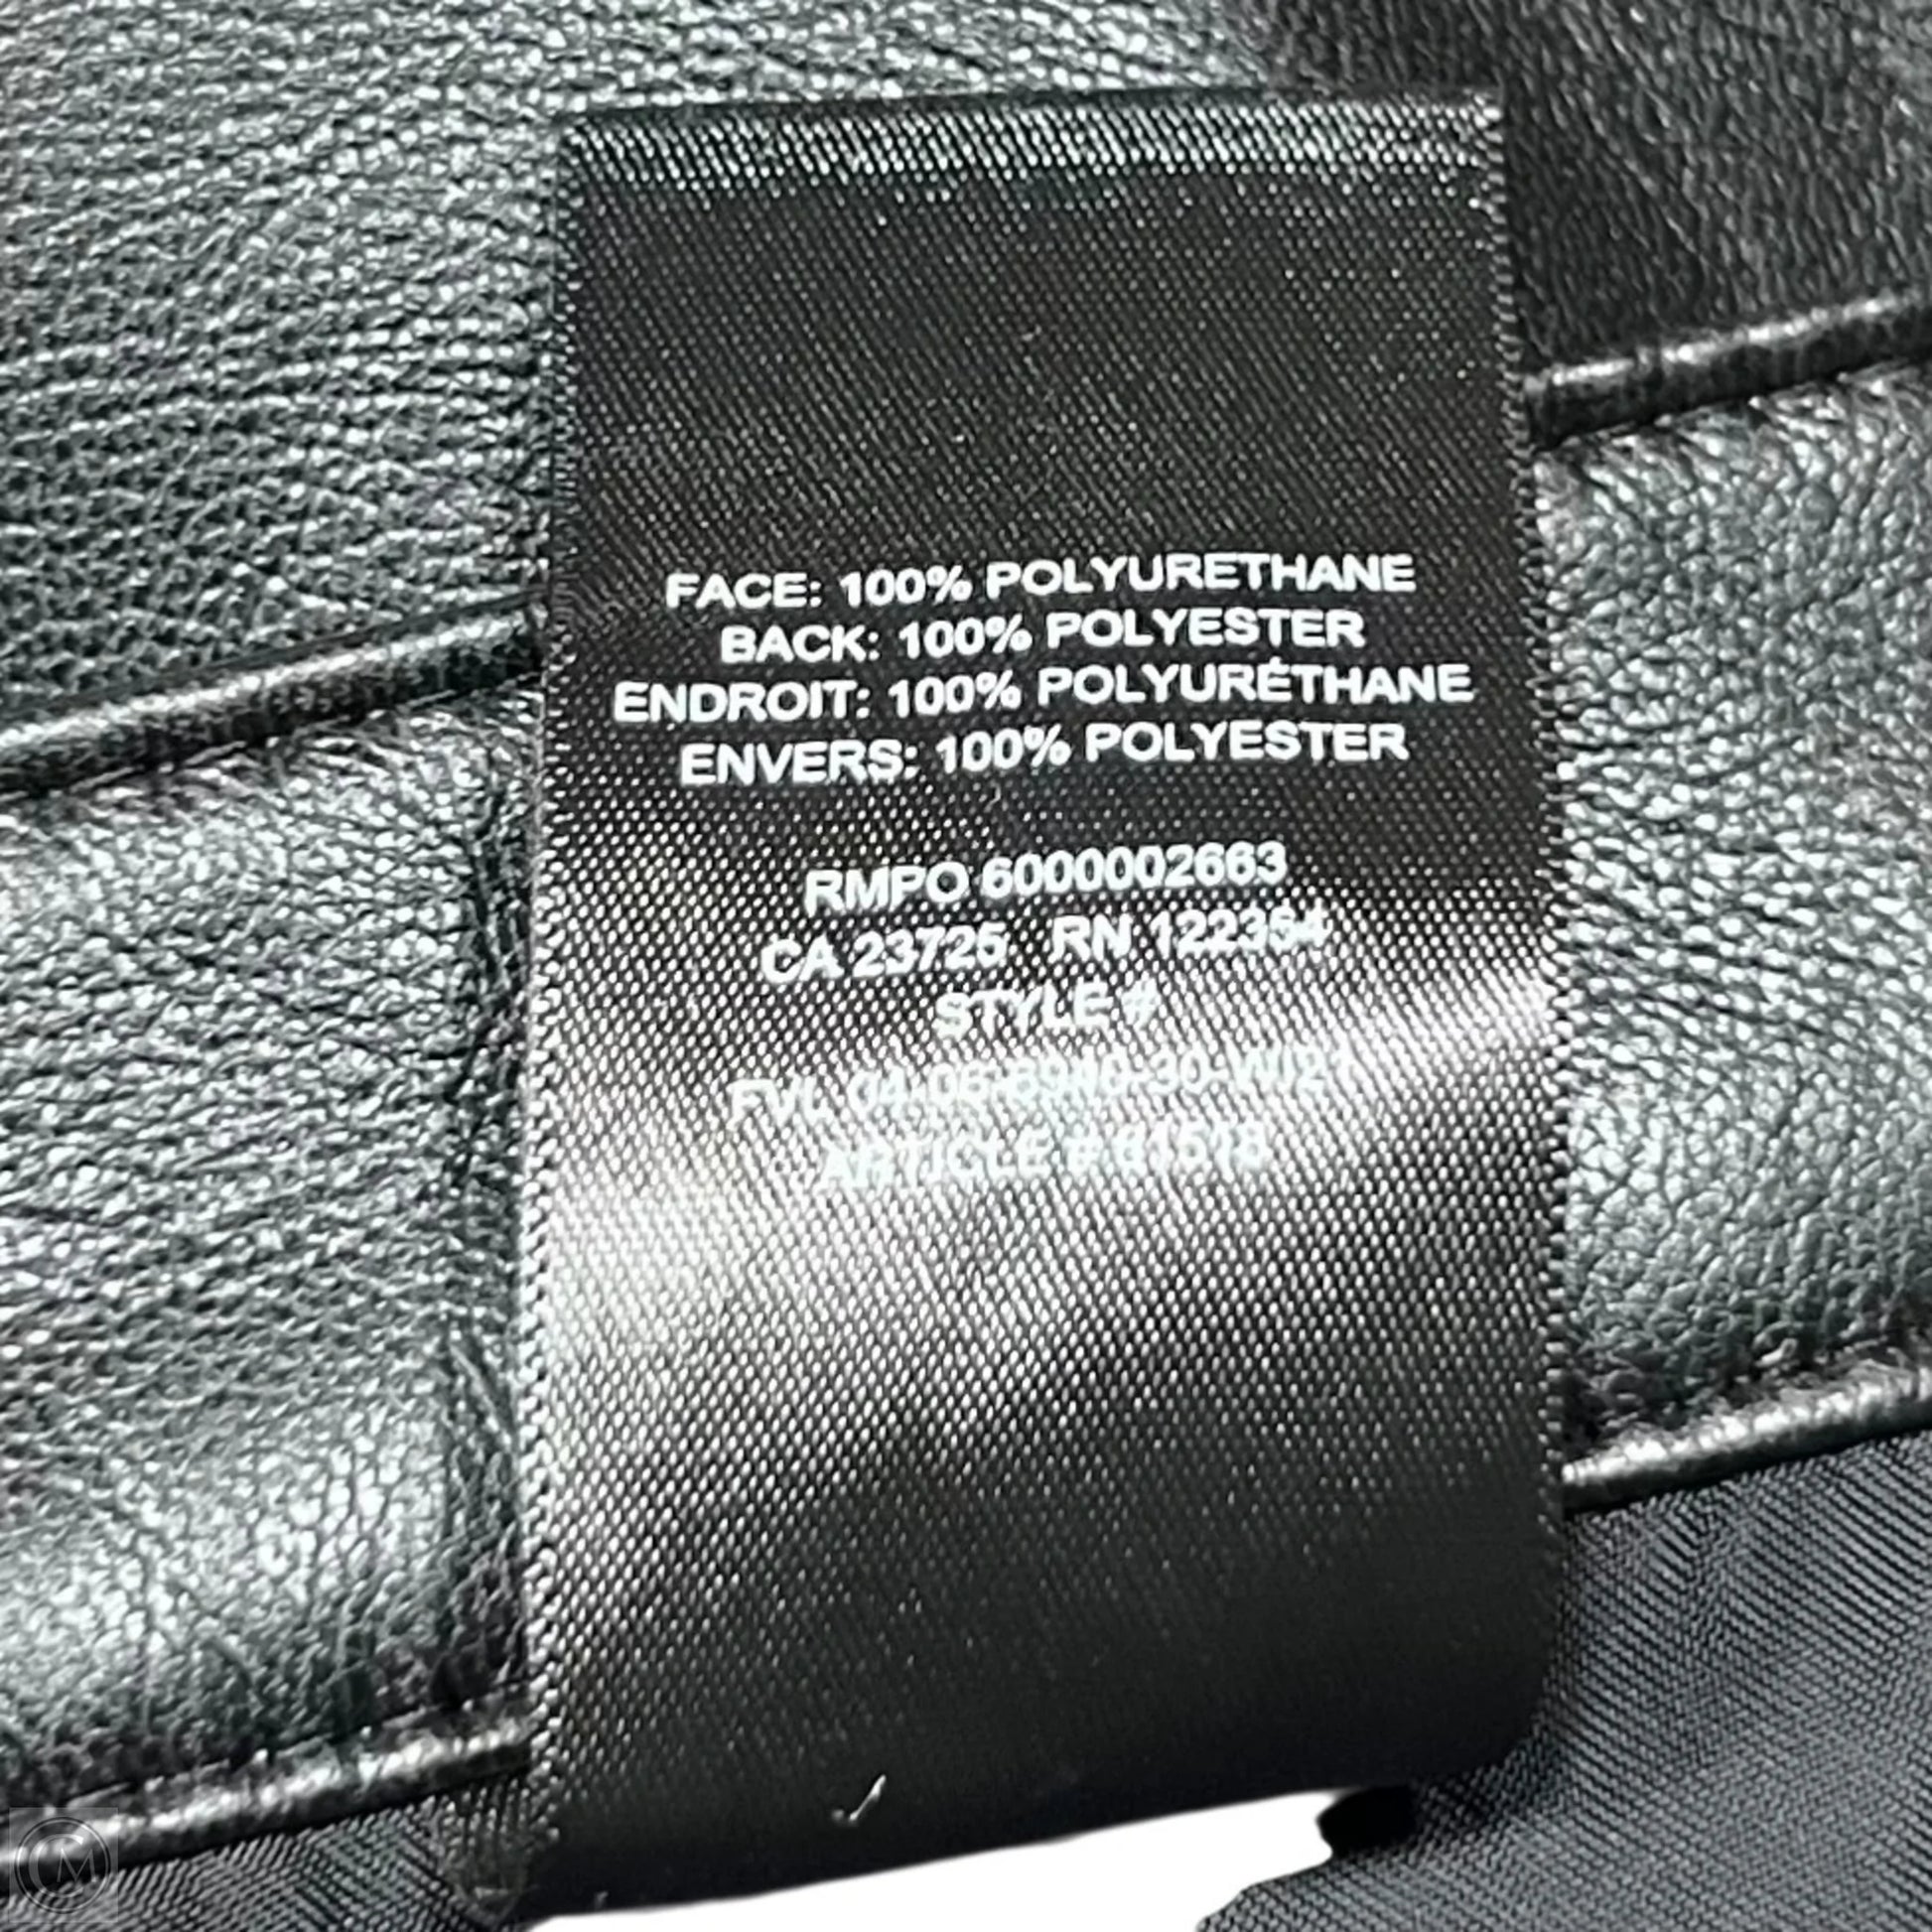 FACE: 100% POLYURETHANE
BACK: 100% POLYESTER
ENDROIT: 100% POLYURÉTHANE
ENVERS: 100% POLYESTER
RMPO 6000002663
CA 23725 RN 122354
STYLE #
ARTICLE #